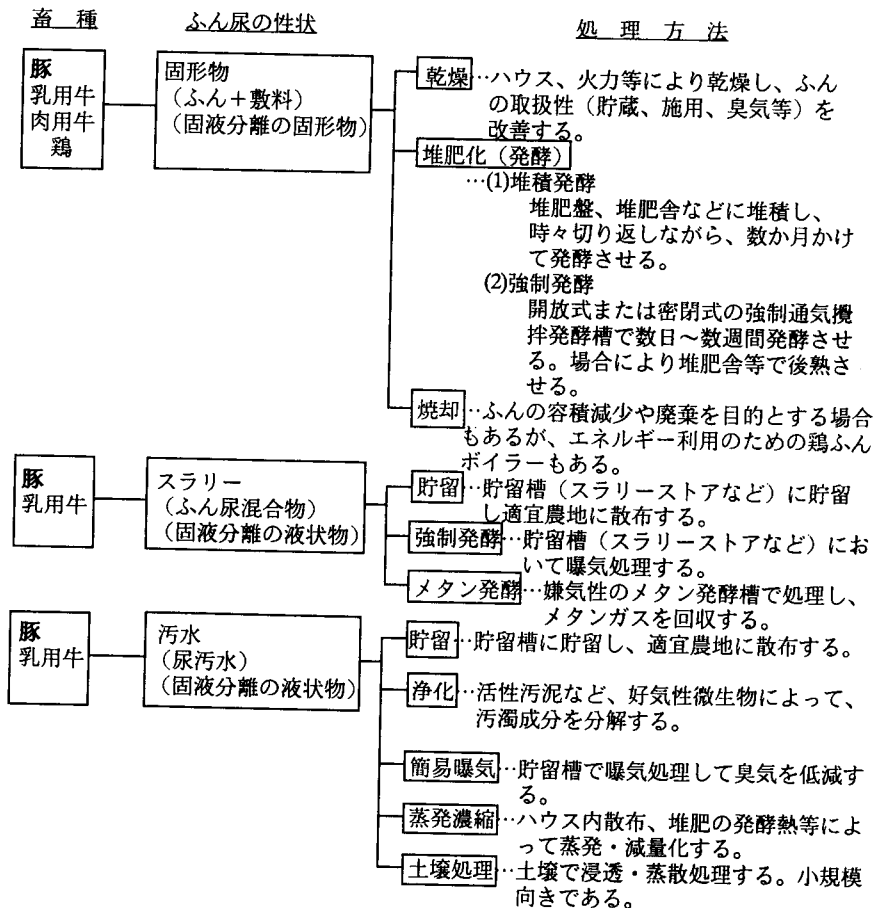 畜　種　ふん尿の性状　処　理　方　法
豚
乳用牛
肉用牛
鶏
固形物
（ふん＋敷料）
（固液分離の固形物）
乾燥…ハウス、火力等により乾燥し、ふん
の取扱性（貯蔵、施用、臭気等）を
改善する。
堆肥化（発酵）
…(1)堆積発酵
堆肥盤、堆肥舎などに堆積し、
時々切り返しながら、数か月かけ
て発酵させる。
(2)強制発酵
開放式または密閉式の強制通気攪
拌発酵槽で数日～数週間発酵させ
る。場合により堆肥舎等で後熟さ
せる。
焼却…ふんの容積減少や廃棄を目的とする場合
もあるが、エネルギー利用のための鶏ふん
ボイラーもある。
豚
乳用牛
スラリー
（ふん尿混合物）
（固液分離の液状物）
貯留…貯留槽（スラリーストアなど）に貯留
し適宜農地に散布する。
強制発酵…貯留槽（スラリーストアなど）にお
いて曝気処理する。
メタン発酵…嫌気性のメタン発酵槽で処理し、
メタンガスを回収する。
豚
乳用牛
汚水
（尿汚水）
（固液分離の液状物）
貯留…貯留槽に貯留し、適宜農地に散布する。
浄化…活性汚泥など、好気性微生物によって、
汚濁成分を分解する。
簡易曝気…貯留槽で曝気処理して臭気を低減す
る。
蒸発濃縮…ハウス内散布、堆肥の発酵熱等によ
って蒸発・減量化する。
土壌処理…土壌で浸透・蒸散処理する。小規模
向きである。